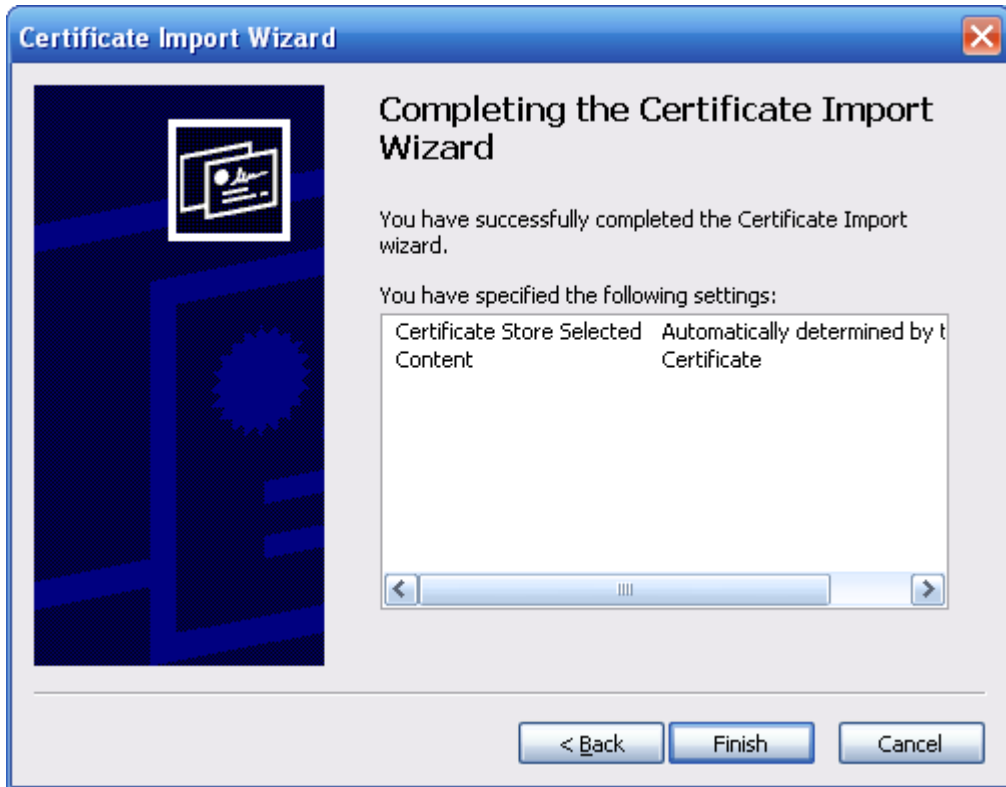 Certificate Import Wizard
Completing the Certificate Import
Wizard
You have successfully completed the Certificate Import
wizard.
You have specified the following settings:
Certificate Store Selected Automatically determined by t
Content Certificate
< Back Finish Cancel